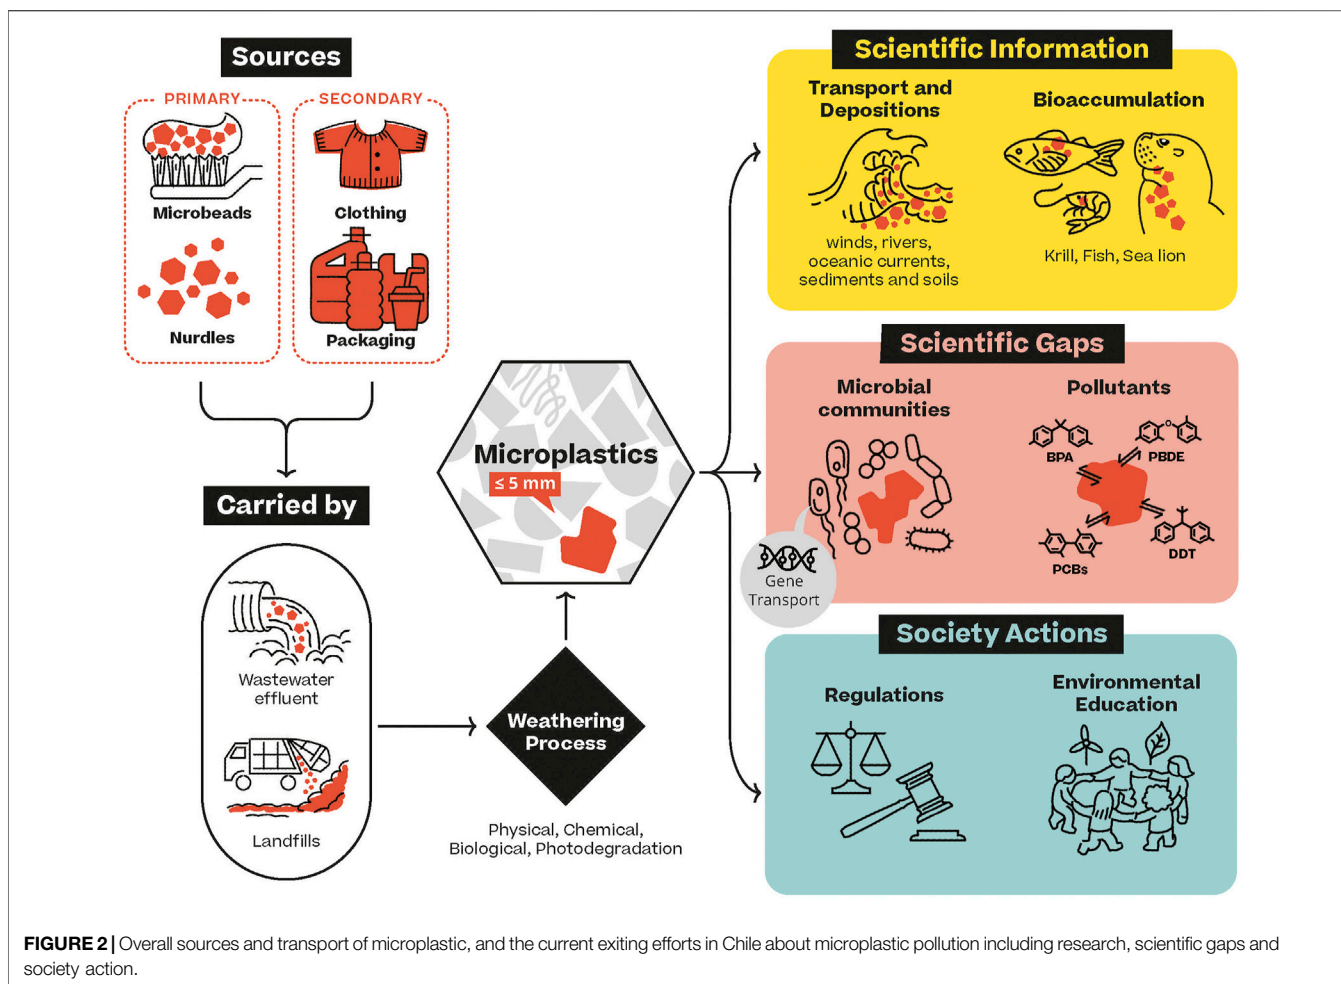 Sources
PRIMARY
Microbeads
Nurdles
SECONDARY
Clothing
Packaging
Carried by
Wastewater
effluent
Landfills
Weathering
Process
Physical, Chemical,
Biological, Photodegradation
Microplastics
≤ 5 mm
Scientific Information
Transport and
Depositions
winds, rivers,
oceanic currents,
sediments and soils
Bioaccumulation
Krill, Fish, Sea lion
Scientific Gaps
Microbial
communities
Gene
Transport
Pollutants
BPA
O
PBDE
PCBs
DDT
Society Actions
Regulations
Environmental
Education
FIGURE 2 | Overall sources and transport of microplastic, and the current exiting efforts in Chile about microplastic pollution including research, scientific gaps and
society action.